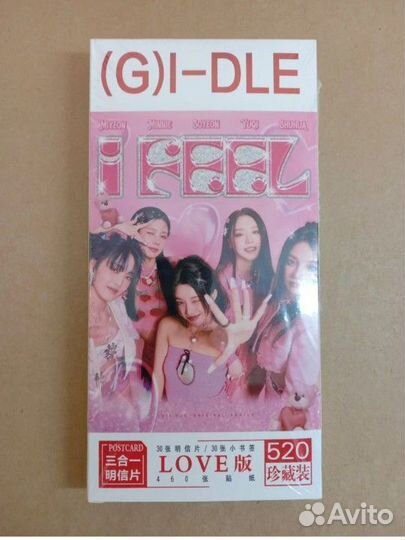 (G)I-DLE
MIYEON MINNIE SOYEON YUQI SHUHUA
I FEEL
POSTCARD
三合一
明信片
30张明信片/30张小书签
LOVE版
460张贴纸
520
珍藏装
Avito